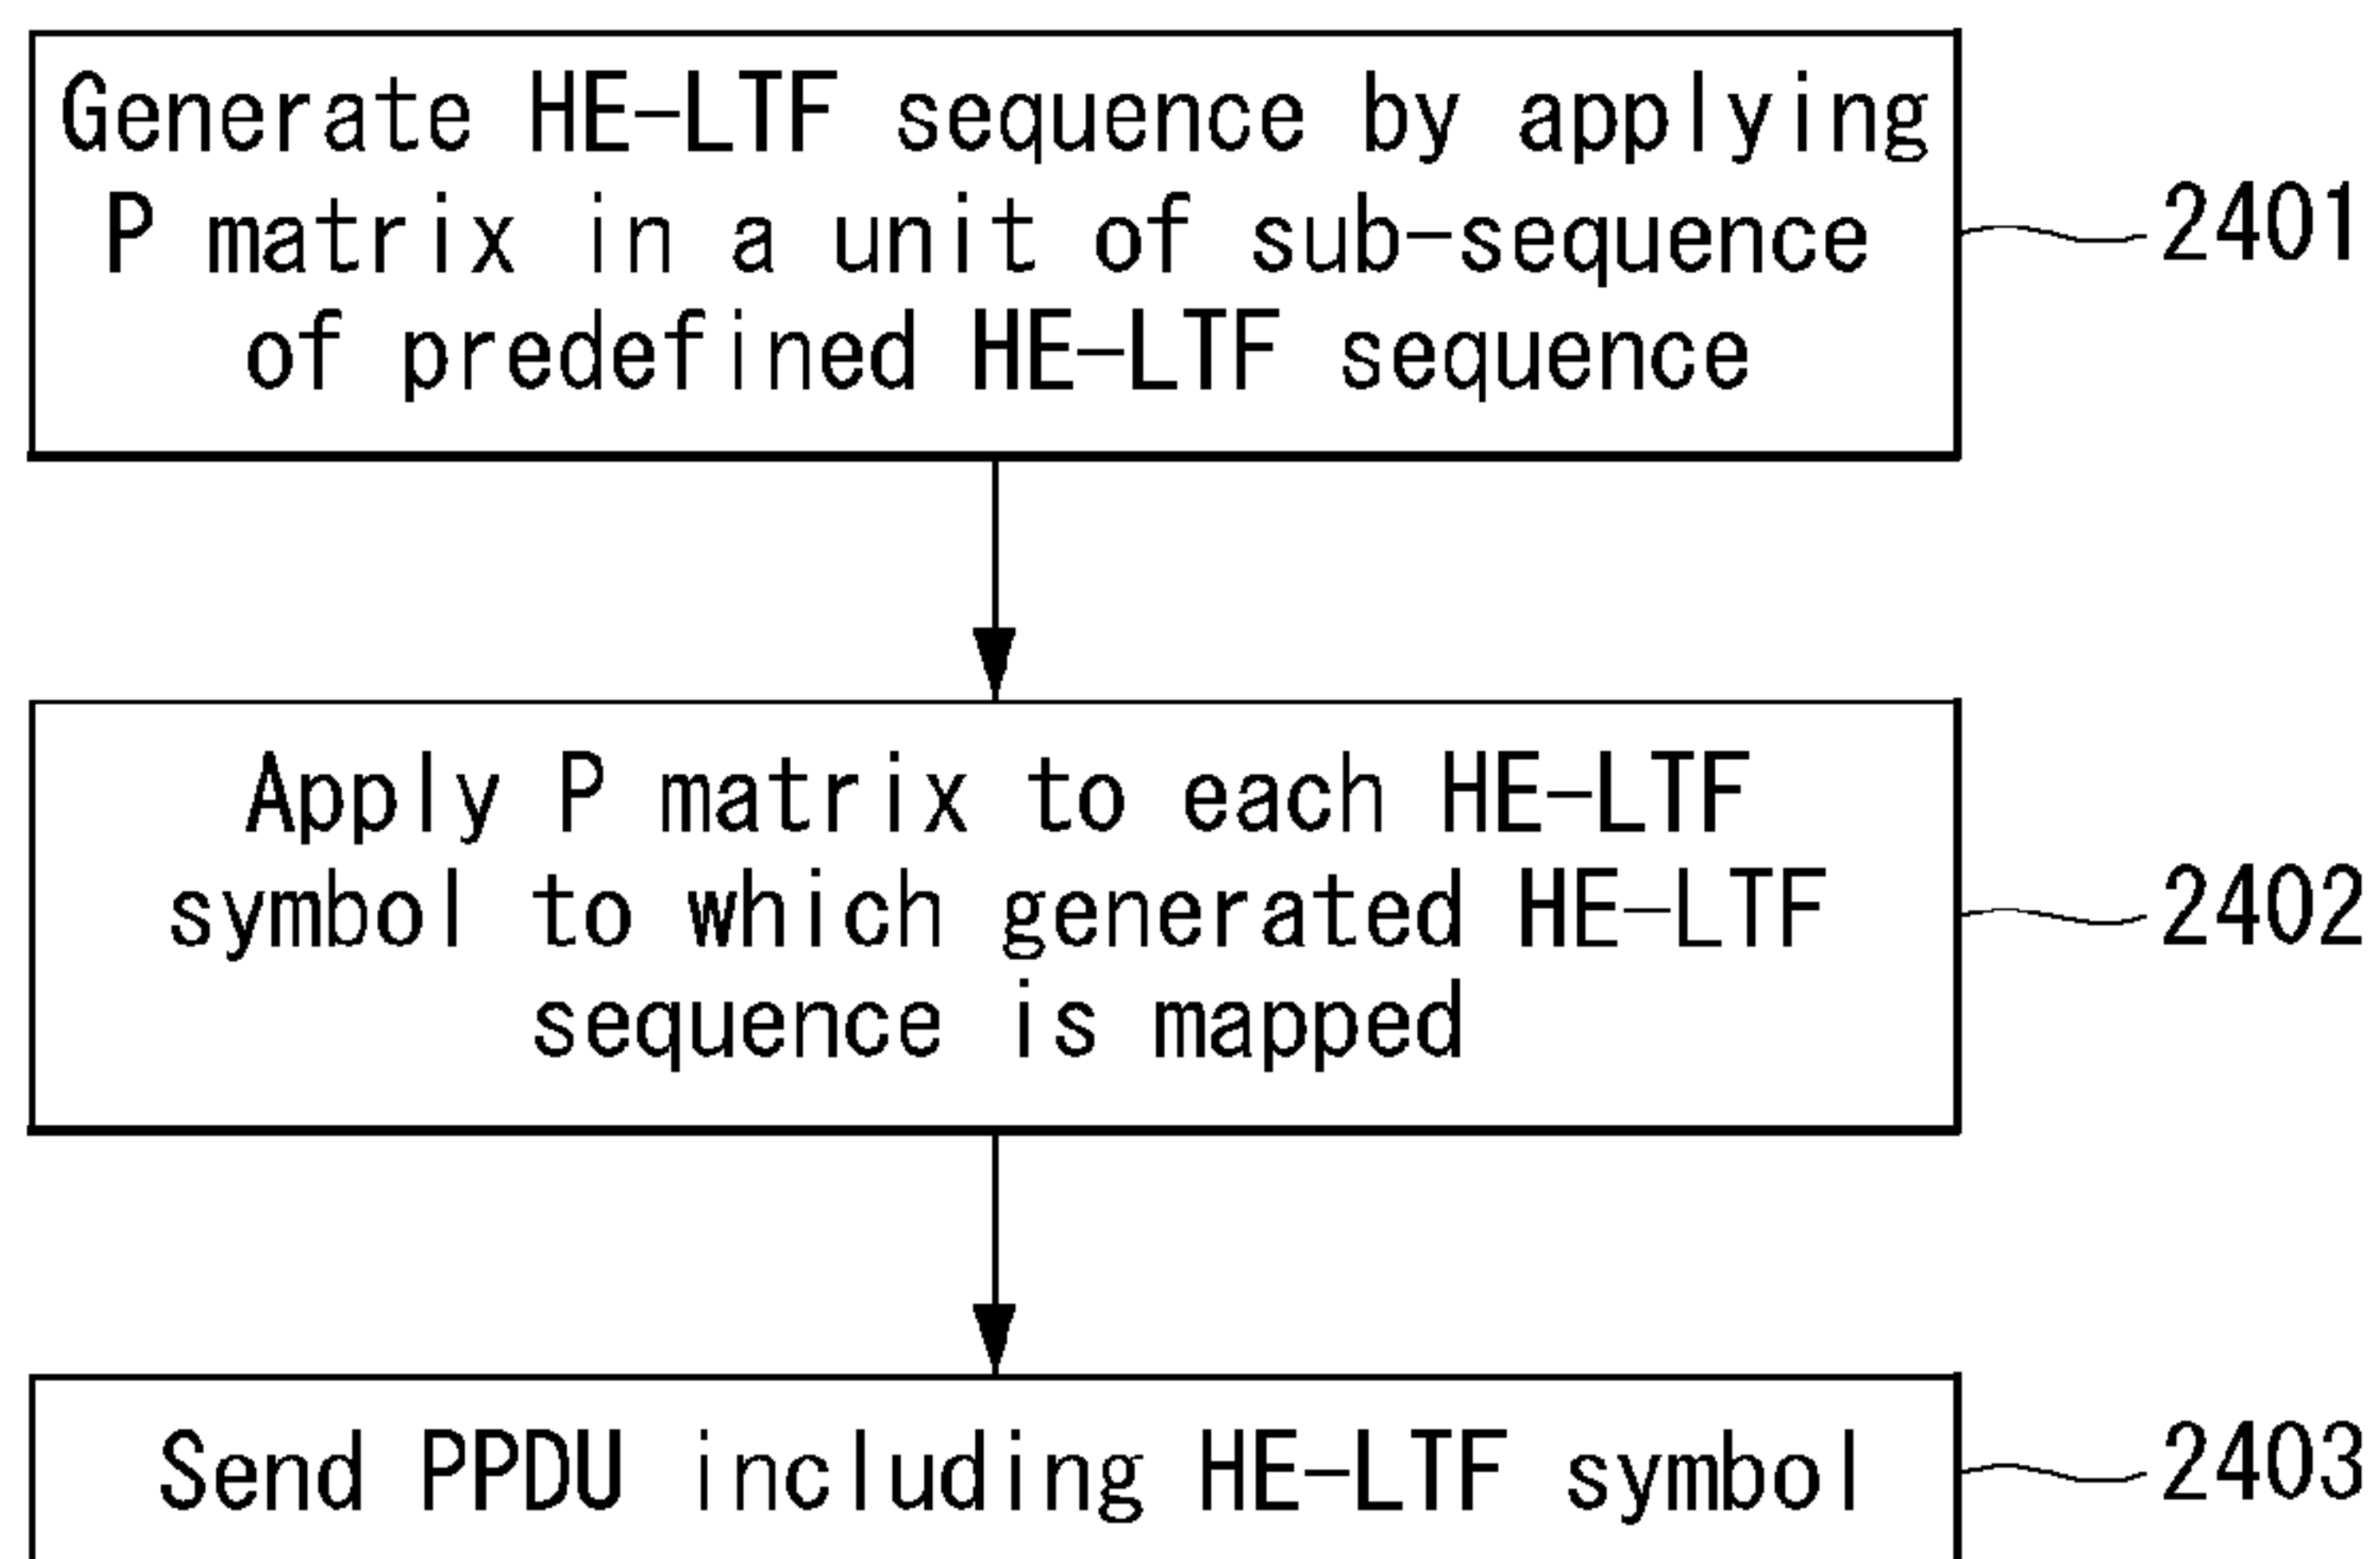 Generate HE-LTF sequence by applying
P matrix in a unit of sub-sequence
of predefined HE-LTF sequence
2401
Apply P matrix to each HE-LTF
symbol to which generated HE-LTF
sequence is mapped
2402
Send PPDU including HE-LTF symbol
2403